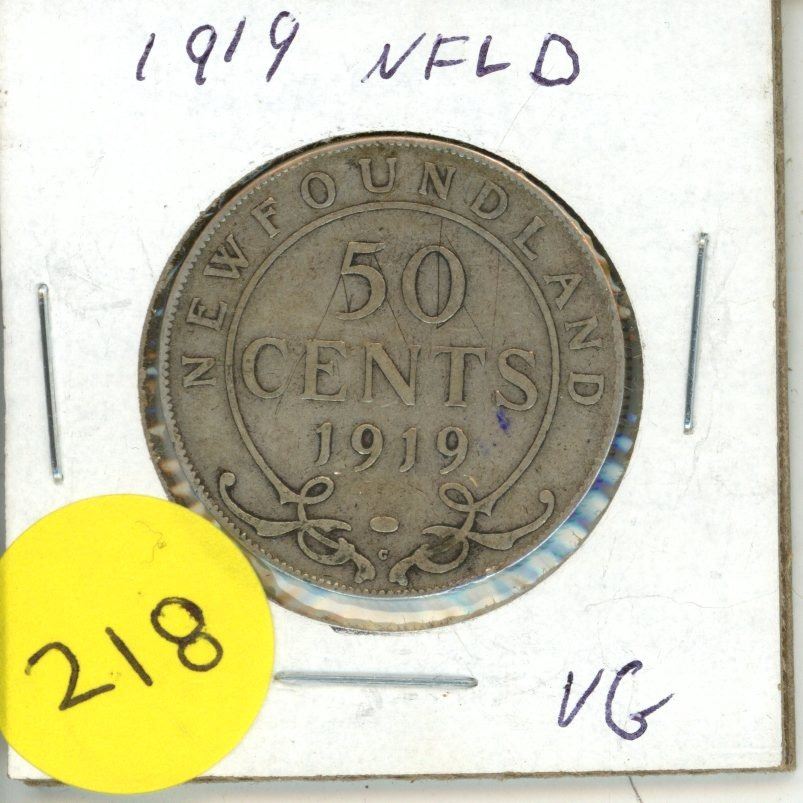 1919 NFLD
NEWFOUNDLAND
50
CENTS
1919
C
218
VG